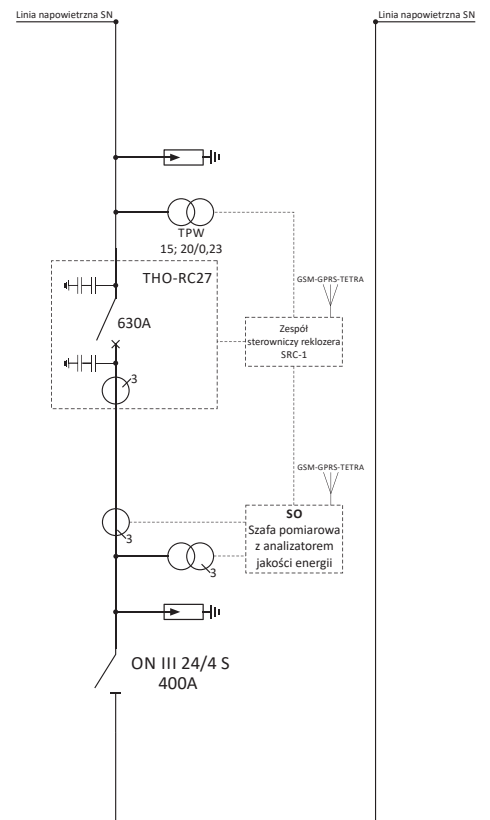 Linia napowietrzna SN
Linia napowietrzna SN
TPW
15; 20/0,23
THO-RC27
630A
3
GSM-GPRS-TETRA
Zespół
sterowniczy reklozera
SRC-1
GSM-GPRS-TETRA
3
SO
Szafa pomiarowa
z analizatorem
jakości energii
3
ON III 24/4 S
400A